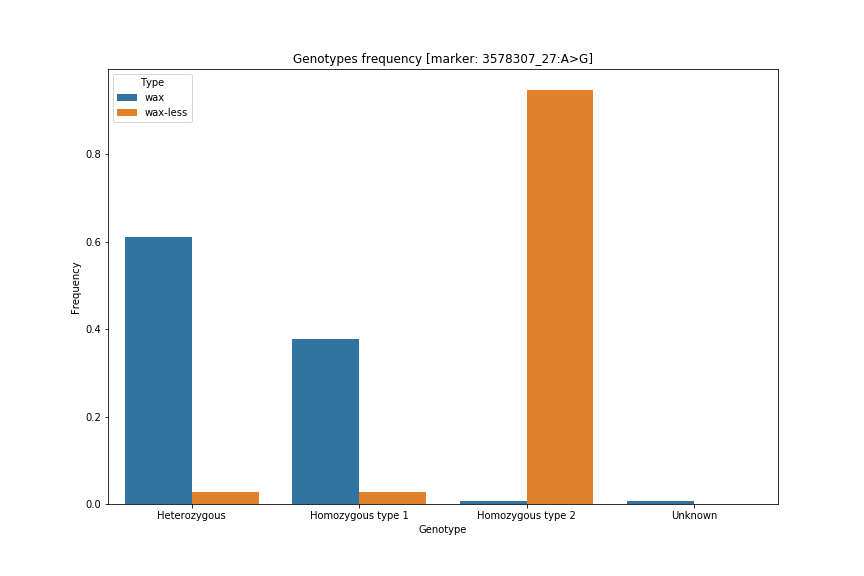 Genotypes frequency [marker: 3578307_27:A>G]
Type
wax
wax-less
0.8
0.6
0.4
0.2
0.0
Frequency
Heterozygous
Homozygous type 1
Homozygous type 2
Unknown
Genotype